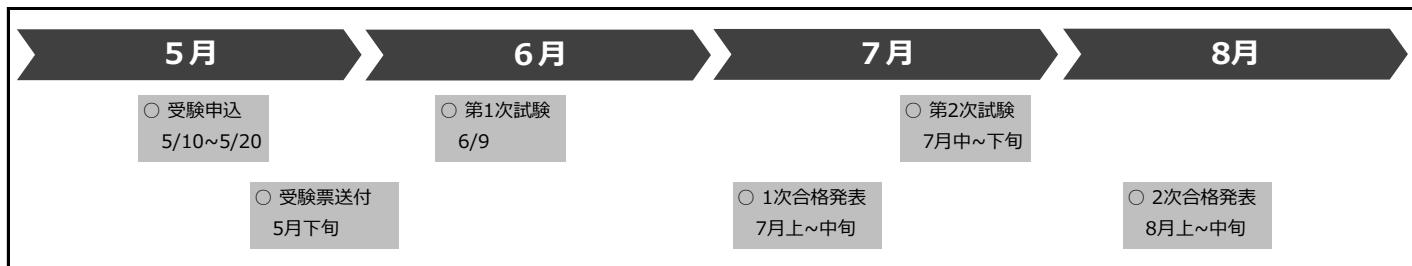 5月
6月
7月
8月
○ 受験申込
5/10~5/20
○ 第1次試験
6/9
○ 第2次試験
7月中~下旬
○ 受験票送付
5月下旬
○ 1次合格発表
7月上~中旬
○ 2次合格発表
8月上~中旬